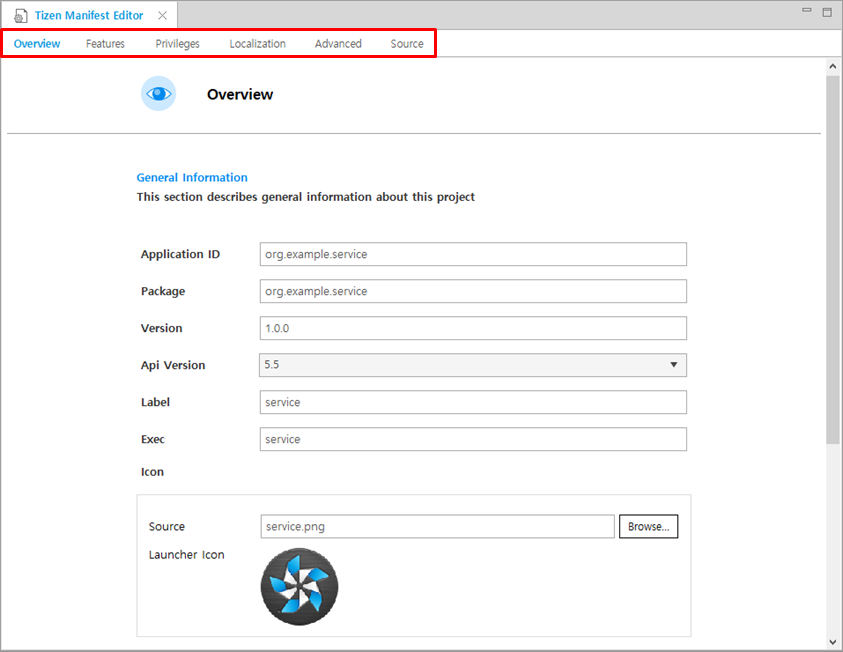 Tizen Manifest Editor
Overview Features Privileges Localization Advanced Source
Overview
General Information
This section describes general information about this project
Application ID org.example.service
Package org.example.service
Version 1.0.0
Api Version 5.5
Label service
Exec service
Icon
Source service.png Browse...
Launcher Icon